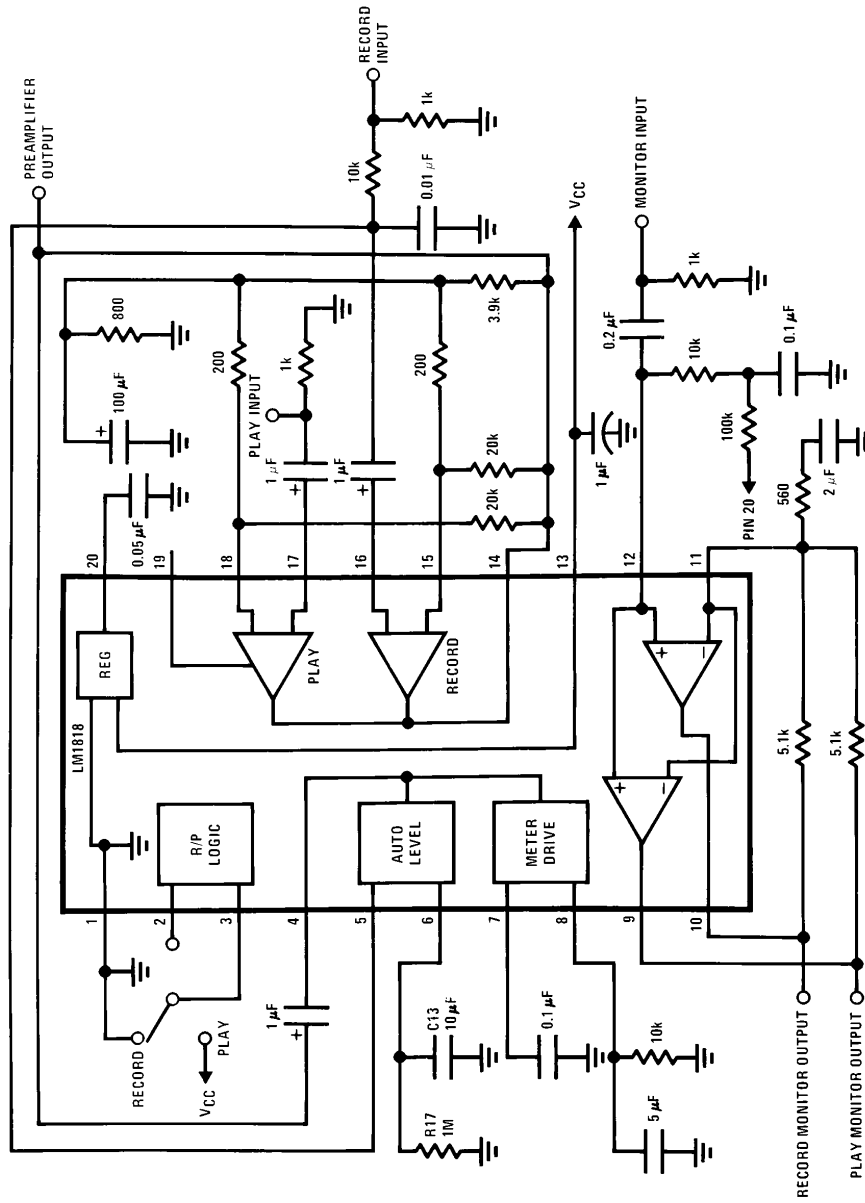 PREAMPLIFIER
OUTPUT
RECORD
INPUT
1k
10k
0.01 µF
VCC
MONITOR INPUT
800
100 µF
+
0.05 µF
200
PLAY INPUT
1k
1 µF
+
1 µF
+
200
3.9k
20k
20k
1 µF
0.2 µF
1k
10k
0.1 µF
100k
PIN 20
560
2 µF
20
19
18
17
16
15
14
13
12
11
LM1818
REG
PLAY
RECORD
R/P
LOGIC
AUTO
LEVEL
METER
DRIVE
+
−
+
−
1
2
3
4
5
6
7
8
9
10
RECORD
VCC
PLAY
1 µF
+
C13
10 µF
R17
1M
0.1 µF
10k
5 µF
5.1k
5.1k
RECORD MONITOR OUTPUT
PLAY MONITOR OUTPUT